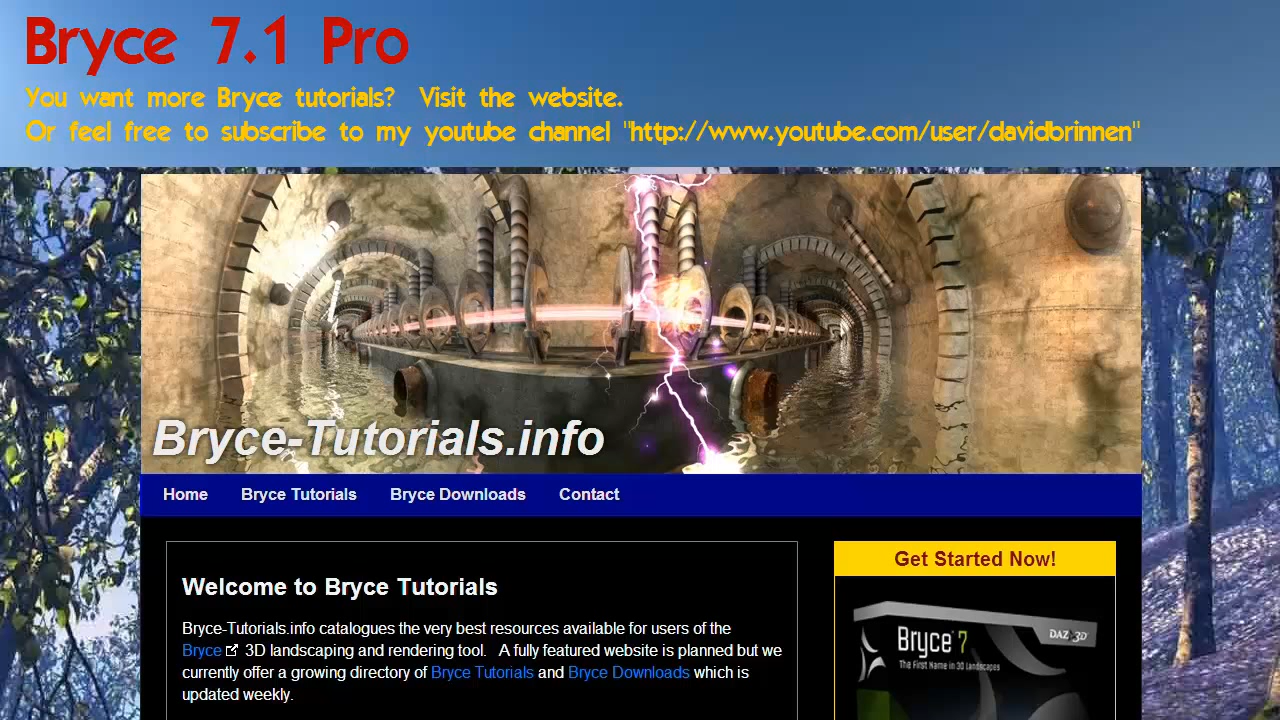 Bryce 7.1 Pro
You want more Bryce tutorials? Visit the website.
Or feel free to subscribe to my youtube channel "http://www.youtube.com/user/davidbrinnen"
Bryce-Tutorials.info
Home Bryce Tutorials Bryce Downloads Contact
Welcome to Bryce Tutorials
Bryce-Tutorials.info catalogues the very best resources available for users of the
Bryce 3D landscaping and rendering tool. A fully featured website is planned but we
currently offer a growing directory of Bryce Tutorials and Bryce Downloads which is
updated weekly.
Get Started Now!
DAZ 3D
Bryce 7
The First Name in 3D Landscapes